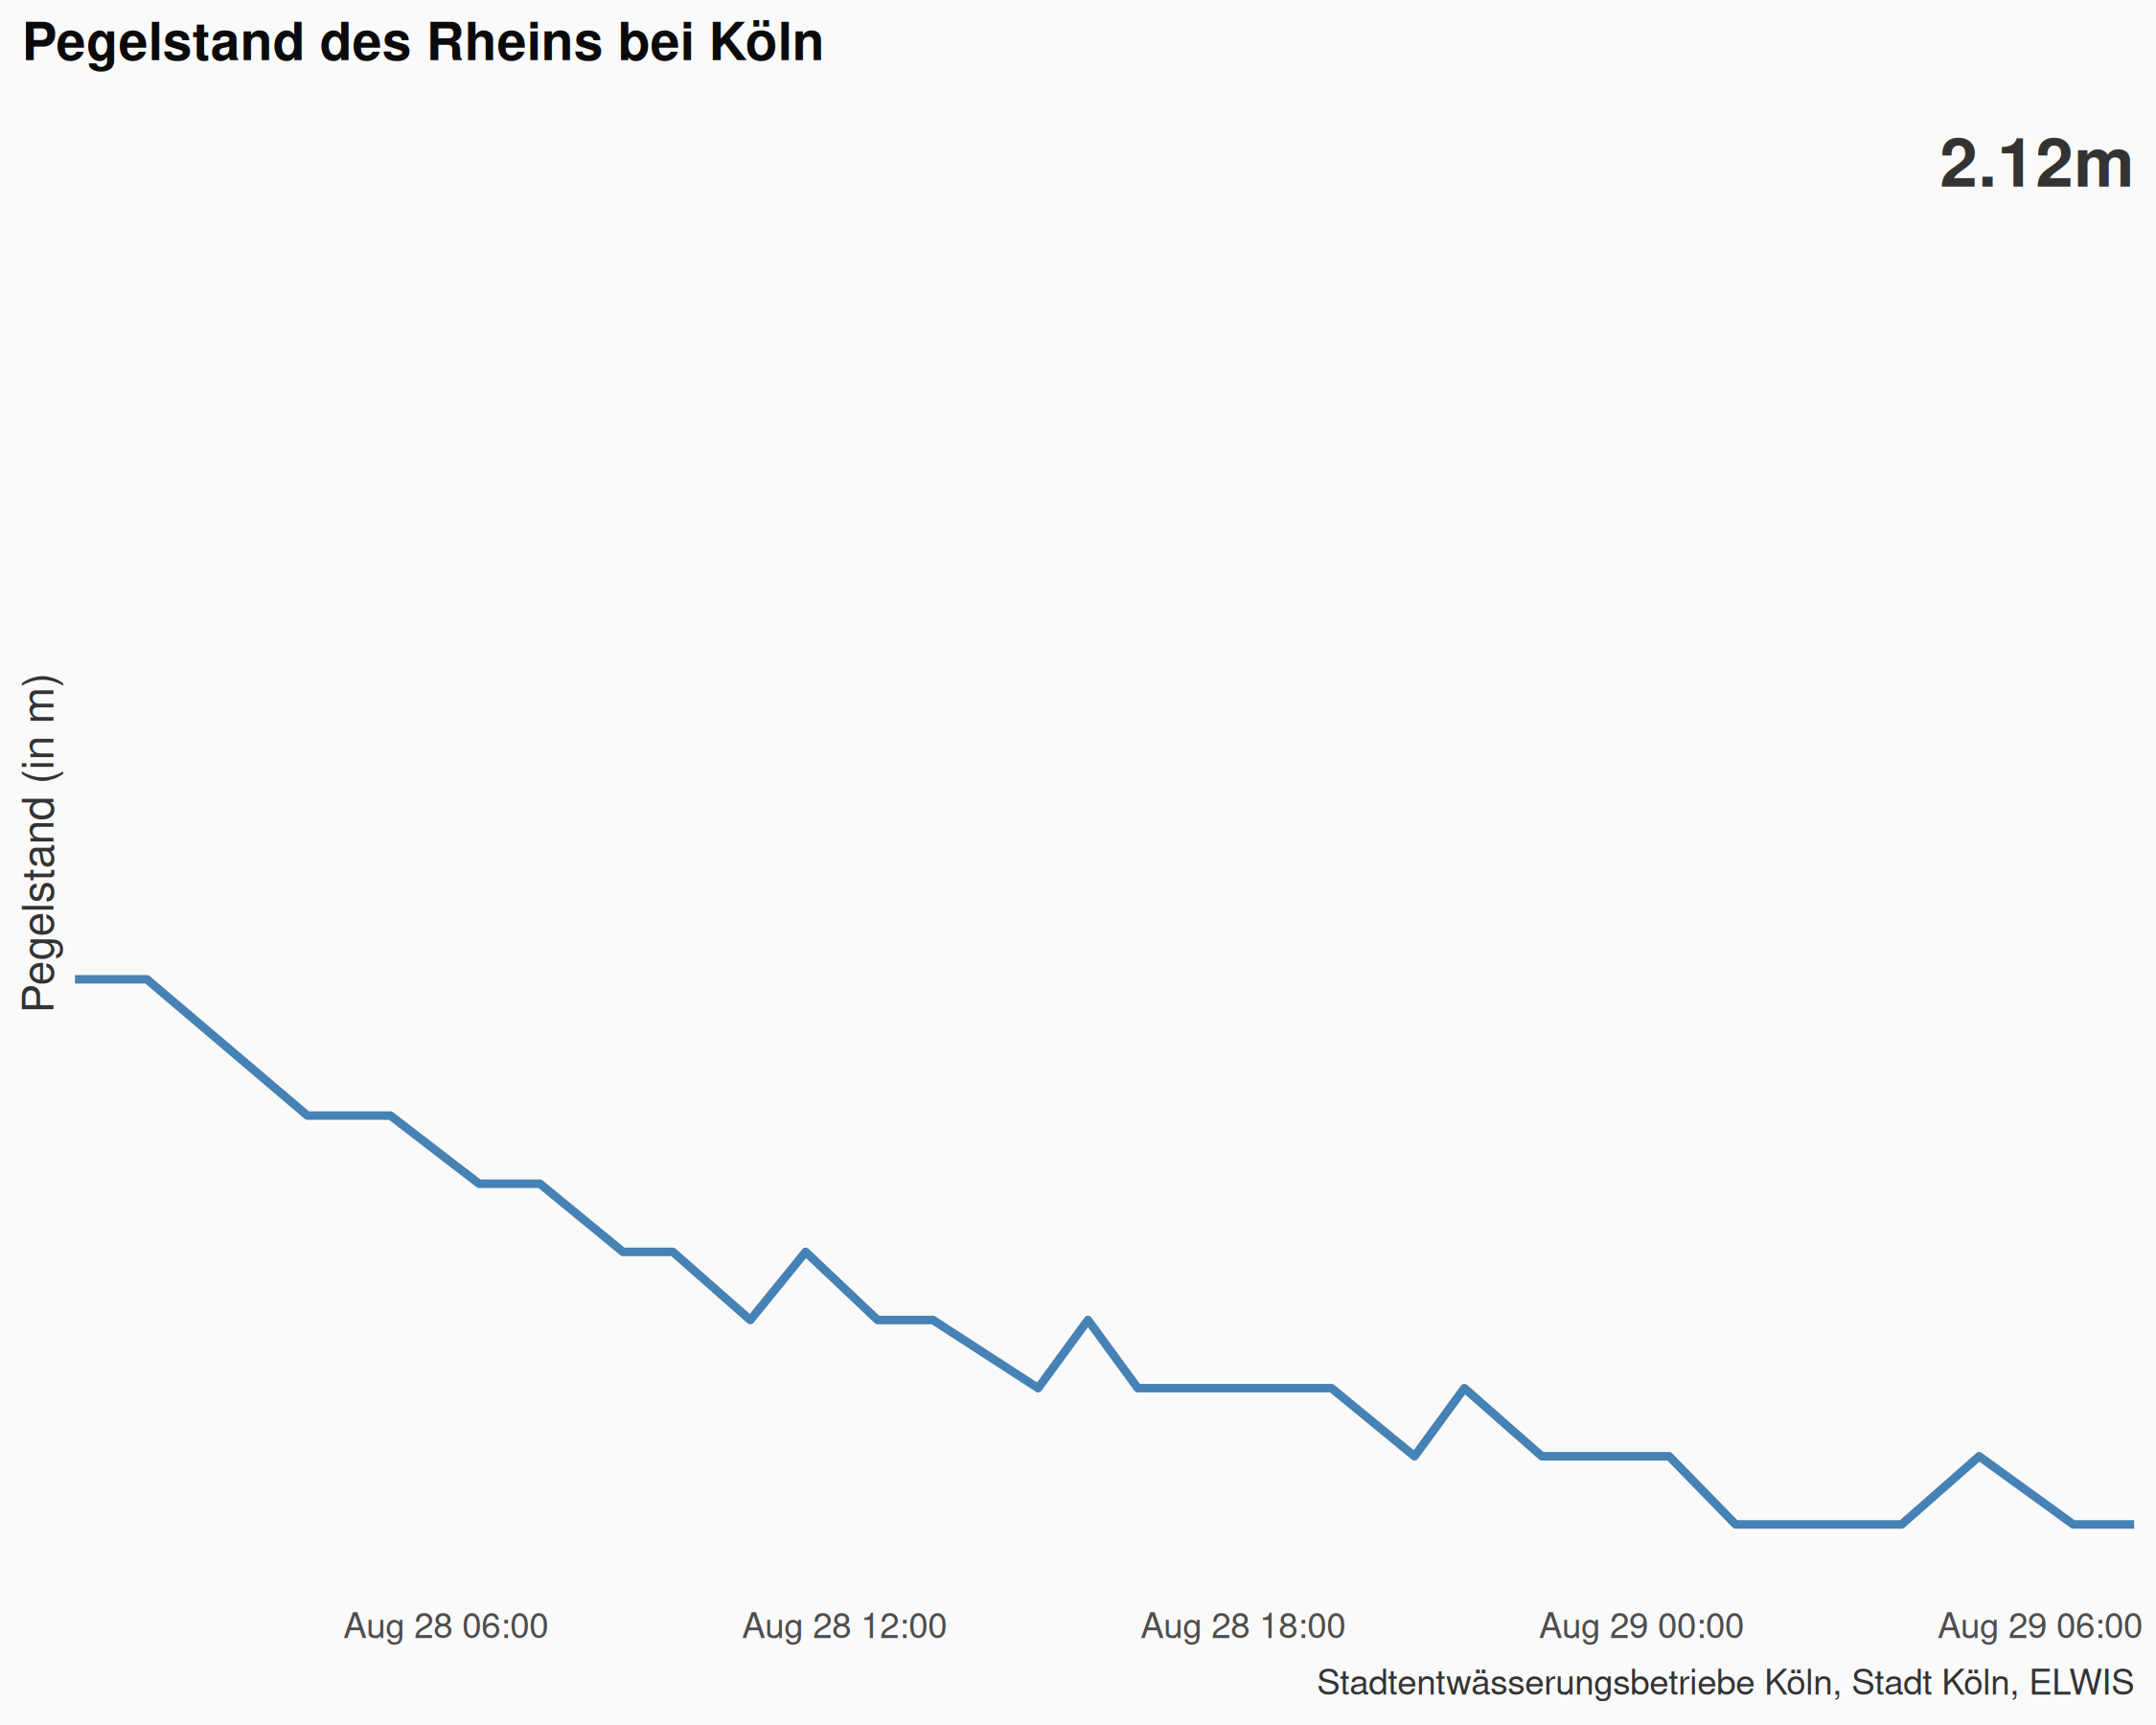 Pegelstand des Rheins bei Köln
2.12m
Pegelstand (in m)
Aug 28 06:00
Aug 28 12:00
Aug 28 18:00
Aug 29 00:00
Aug 29 06:00
Stadtentwässerungsbetriebe Köln, Stadt Köln, ELWIS